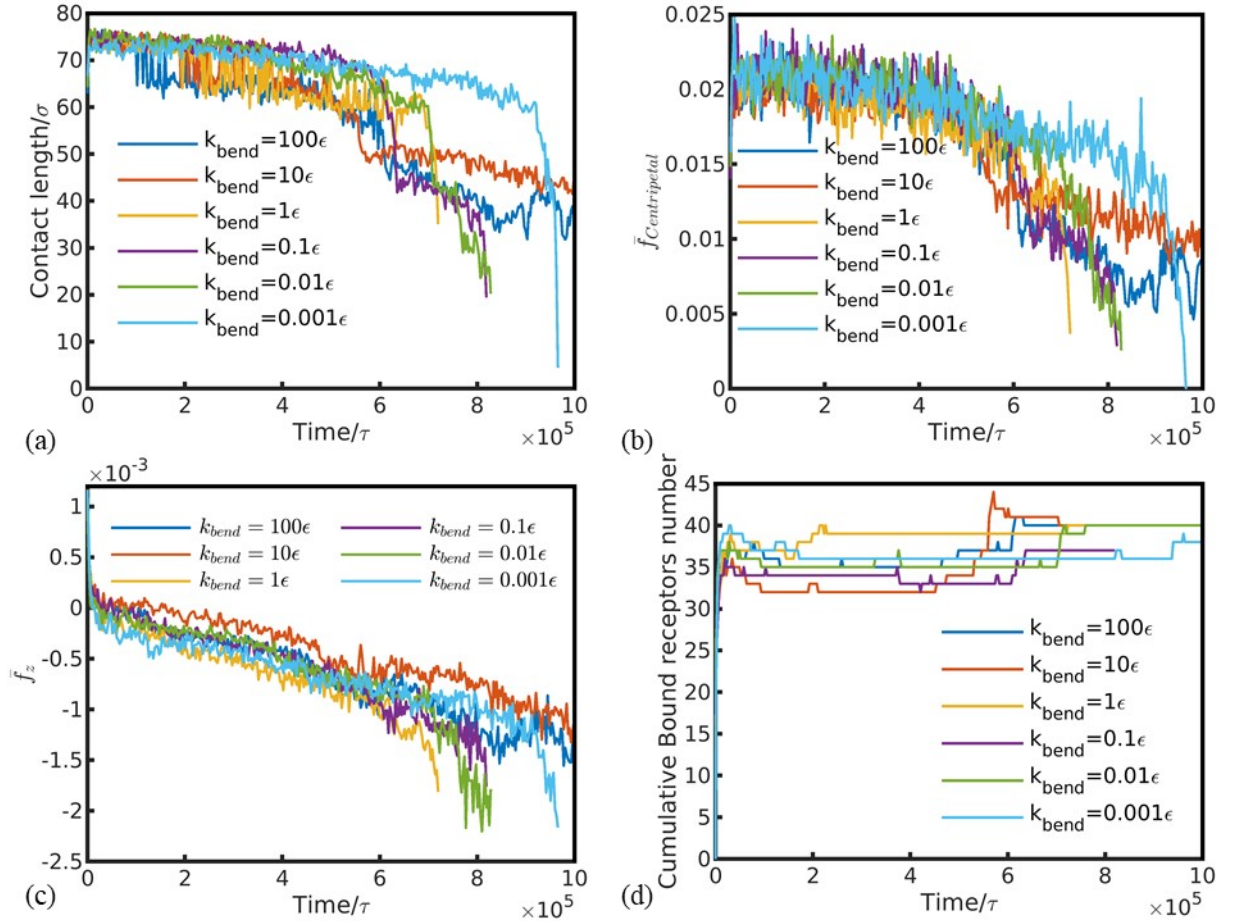 80
70
60
50
40
30
20
10
0
Contact length/σ
k_bend=100ϵ
k_bend=10ϵ
k_bend=1ϵ
k_bend=0.1ϵ
k_bend=0.01ϵ
k_bend=0.001ϵ
0 2 4 6 8 10
Time/τ
×10^5
(a)
0.025
0.02
0.015
0.01
0.005
0
f̄_Centripetal
k_bend=100ϵ
k_bend=10ϵ
k_bend=1ϵ
k_bend=0.1ϵ
k_bend=0.01ϵ
k_bend=0.001ϵ
0 2 4 6 8 10
Time/τ
×10^5
(b)
×10^-3
1
0.5
0
-0.5
-1
-1.5
-2
-2.5
f̄_z
k_bend = 100ϵ
k_bend = 10ϵ
k_bend = 1ϵ
k_bend = 0.1ϵ
k_bend = 0.01ϵ
k_bend = 0.001ϵ
0 2 4 6 8 10
Time/τ
×10^5
(c)
45
40
35
30
25
20
15
10
5
0
Cumulative Bound receptors number
k_bend=100ϵ
k_bend=10ϵ
k_bend=1ϵ
k_bend=0.1ϵ
k_bend=0.01ϵ
k_bend=0.001ϵ
0 2 4 6 8 10
Time/τ
×10^5
(d)